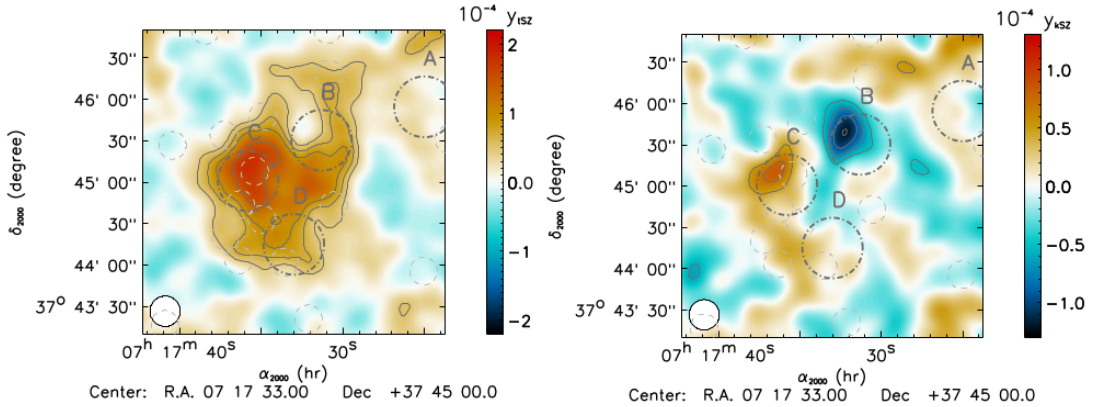 10⁻⁴ y_tSZ
2
1
0.0
−1
−2
A
B
C
D
30''
46' 00''
30''
45' 00''
30''
44' 00''
37° 43' 30''
δ₂₀₀₀ (degree)
07ʰ 17ᵐ 40ˢ 30ˢ
α₂₀₀₀ (hr)
Center: R.A. 07 17 33.00 Dec +37 45 00.0
10⁻⁴ y_kSZ
1.0
0.5
0.0
−0.5
−1.0
A
B
C
D
30''
46' 00''
30''
45' 00''
30''
44' 00''
37° 43' 30''
δ₂₀₀₀ (degree)
07ʰ 17ᵐ 40ˢ 30ˢ
α₂₀₀₀ (hr)
Center: R.A. 07 17 33.00 Dec +37 45 00.0